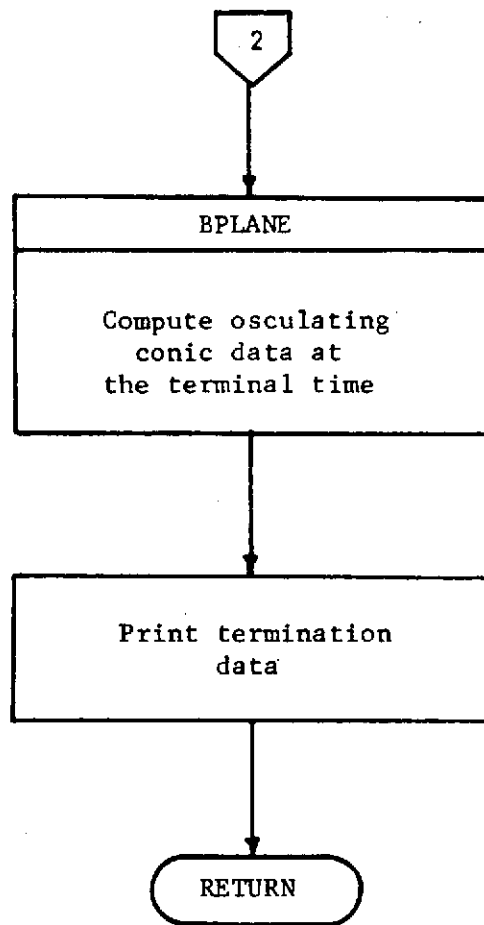 2
BPLANE
Compute osculating
conic data at
the terminal time
Print termination
data
RETURN